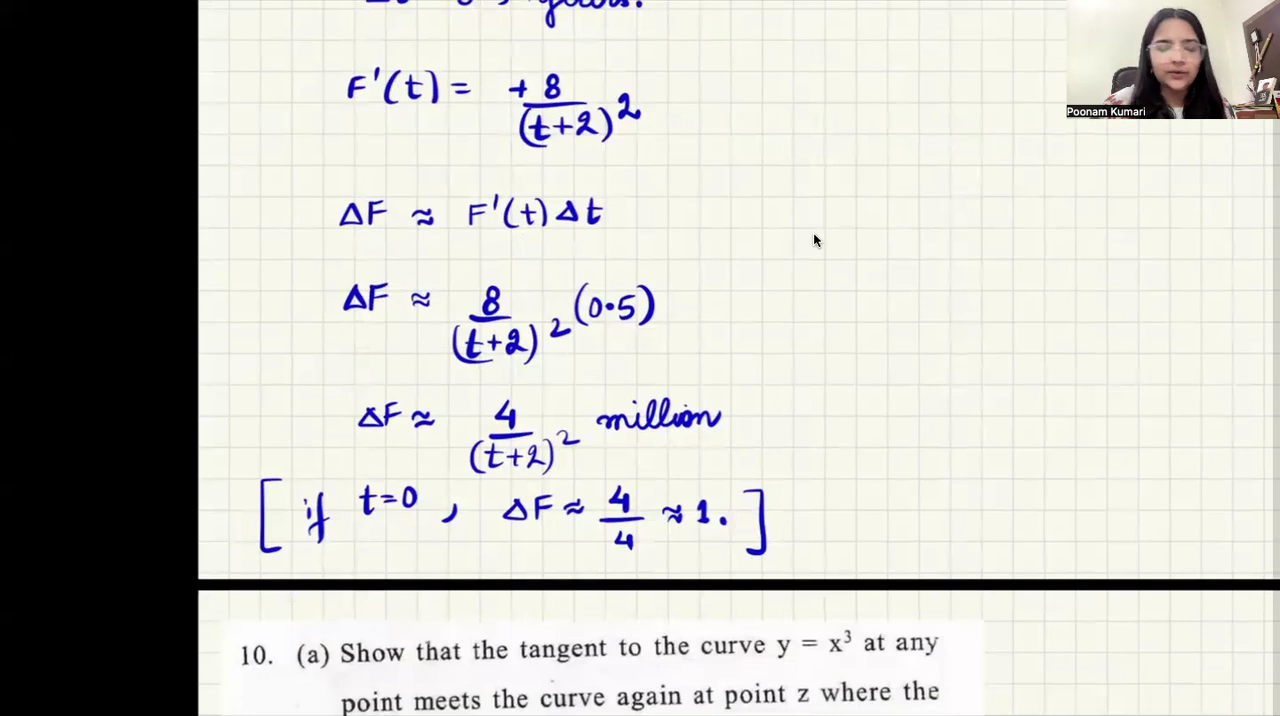 F'(t) = + 8 / (t+2)²
Poonam Kumari
ΔF ≈ F'(t) Δt
ΔF ≈ 8 / (t+2)² (0.5)
ΔF ≈ 4 / (t+2)² million
[ if t=0 , ΔF ≈ 4/4 ≈ 1. ]
10. (a) Show that the tangent to the curve y = x³ at any
point meets the curve again at point z where the